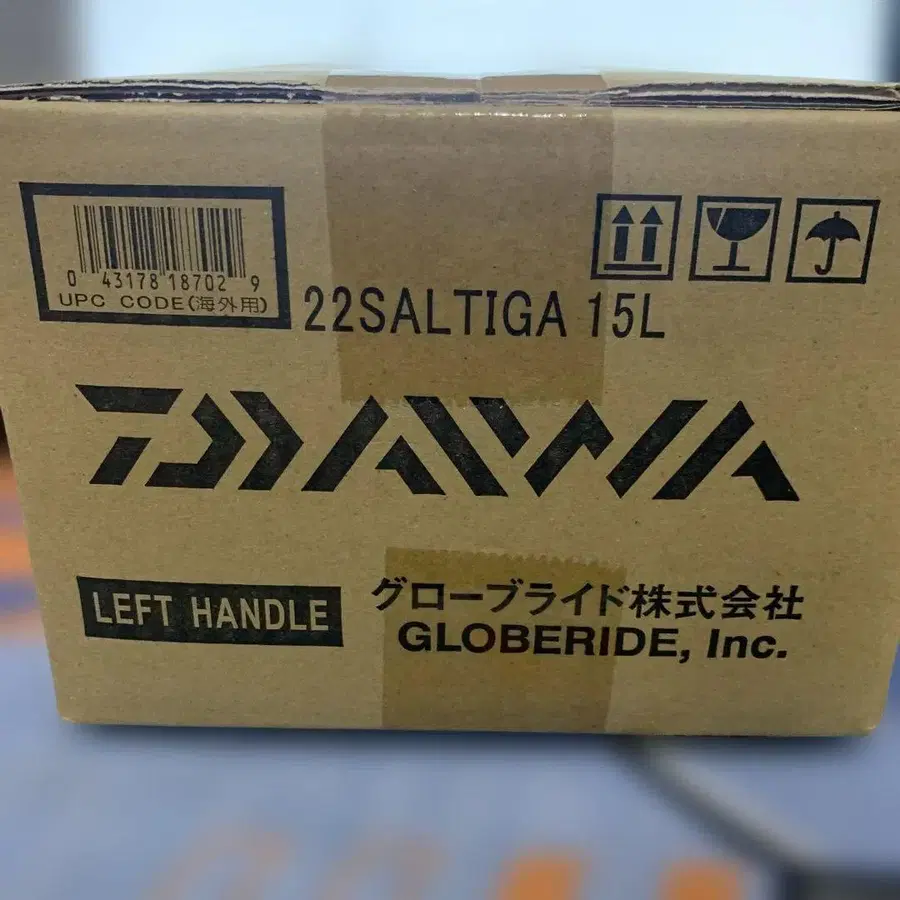 0 43178 18702 9
UPC CODE(海外用)
22SALTIGA 15L
DAIWA
LEFT HANDLE
グローブライド株式会社
GLOBERIDE, Inc.